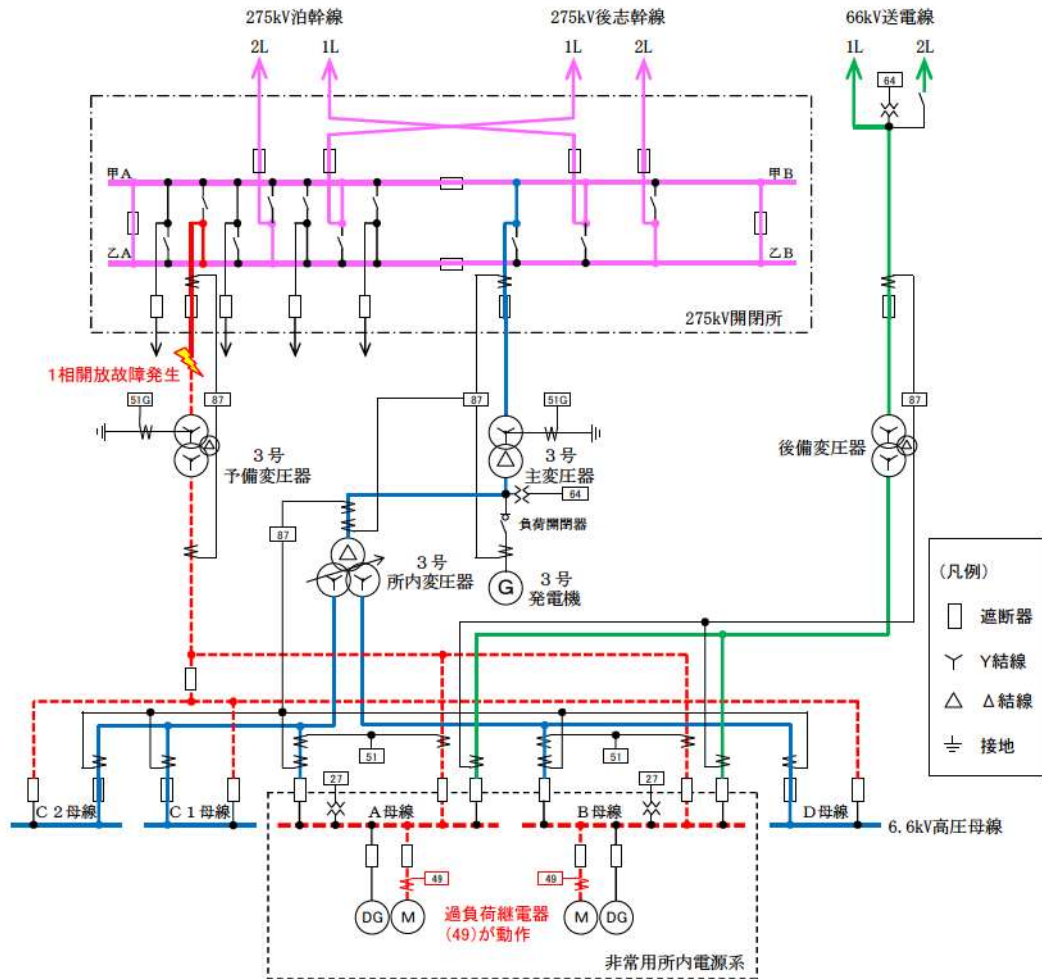 275kV泊幹線 275kV後志幹線 66kV送電線
2L 1L 1L 2L 1L 2L
64
甲A 甲B
乙A 乙B
275kV開閉所
1相開放故障発生
51G 87 87 51G 87
3号
予備変圧器
3号
主変圧器
後備変圧器
64
負荷開閉器
87
3号
所内変圧器
G
3号
発電機
(凡例)
遮断器
Y結線
Δ結線
接地
51 51
27 27
C2母線 C1母線 A母線 B母線 D母線
6.6kV高圧母線
49 49
DG M M DG
過負荷継電器
(49)が動作
非常用所内電源系